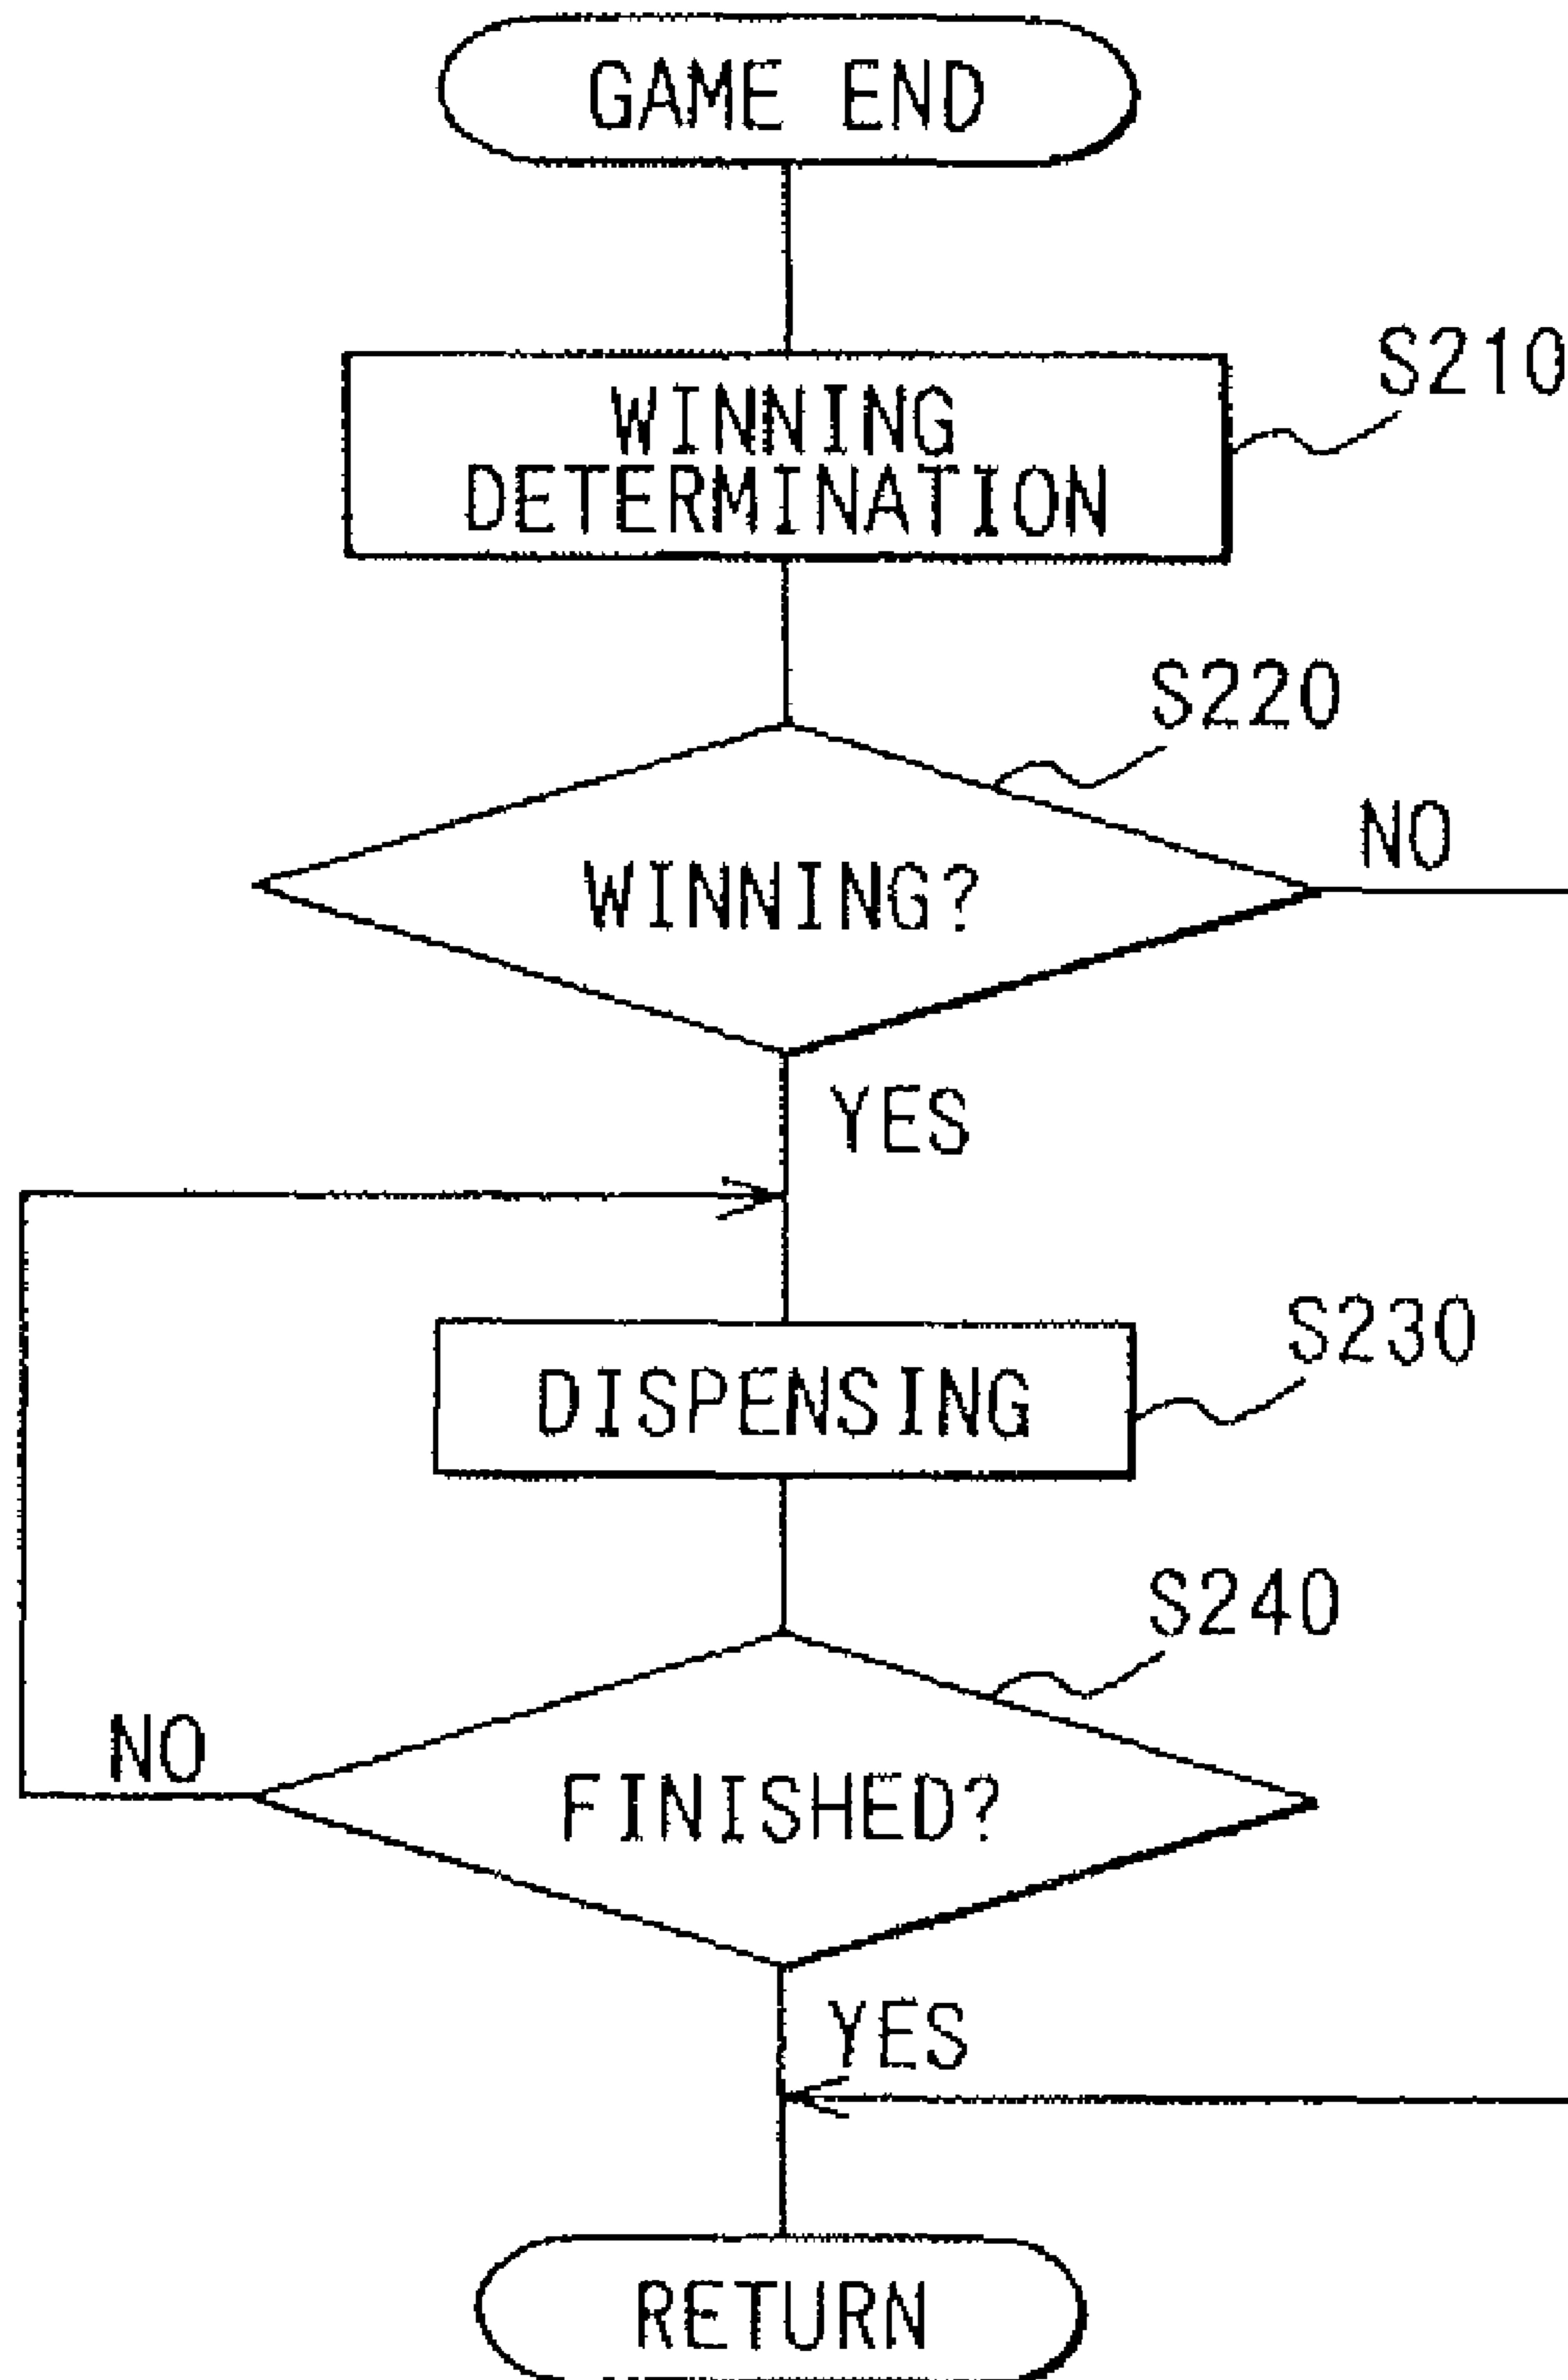 GAME END
S210
WINNING
DETERMINATION
S220
NO
WINNING?
YES
S230
DISPENSING
S240
NO
FINISHED?
YES
RETURN